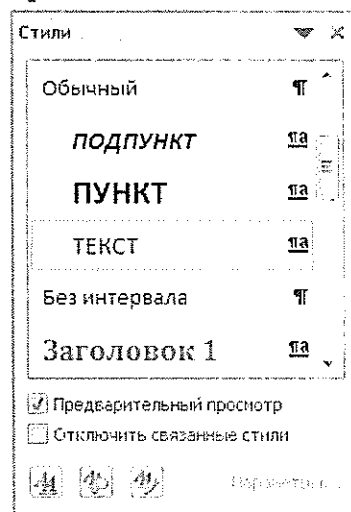 Стили
Обычный ¶
ПОДПУНКТ ¶a
ПУНКТ ¶a
ТЕКСТ ¶a
Без интервала ¶
Заголовок 1 ¶a
Предварительный просмотр
Отключить связанные стили